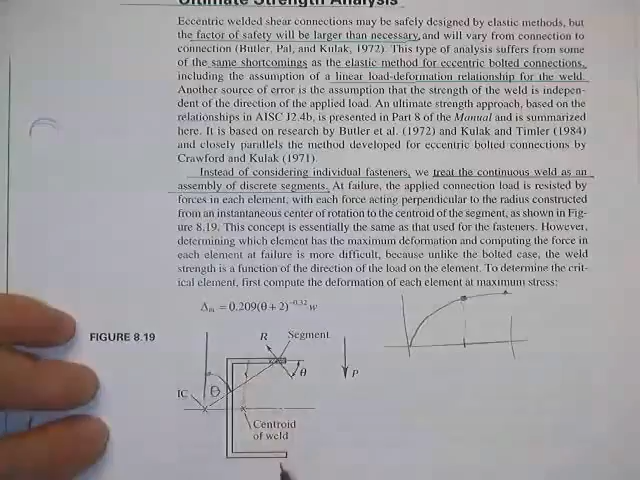 Ultimate Strength Analysis
Eccentric welded shear connections may be safely designed by elastic methods, but
the factor of safety will be larger than necessary and will vary from connection to
connection (Butler, Pal, and Kulak, 1972). This type of analysis suffers from some
of the same shortcomings as the elastic method for eccentric bolted connections,
including the assumption of a linear load-deformation relationship for the weld.
Another source of error is the assumption that the strength of the weld is indepen-
dent of the direction of the applied load. An ultimate strength approach, based on the
relationships in AISC J2.4b, is presented in Part 8 of the Manual and is summarized
here. It is based on research by Butler et al. (1972) and Kulak and Timler (1984)
and closely parallels the method developed for eccentric bolted connections by
Crawford and Kulak (1971).
Instead of considering individual fasteners, we treat the continuous weld as an
assembly of discrete segments. At failure, the applied connection load is resisted by
forces in each element, with each force acting perpendicular to the radius constructed
from an instantaneous center of rotation to the centroid of the segment, as shown in Fig-
ure 8.19. This concept is essentially the same as that used for the fasteners. However,
determining which element has the maximum deformation and computing the force in
each element at failure is more difficult, because unlike the bolted case, the weld
strength is a function of the direction of the load on the element. To determine the crit-
ical element, first compute the deformation of each element at maximum stress:
Δm = 0.209(θ + 2)^−0.32 w
FIGURE 8.19
R
Segment
θ
P
IC
θ
Centroid
of weld